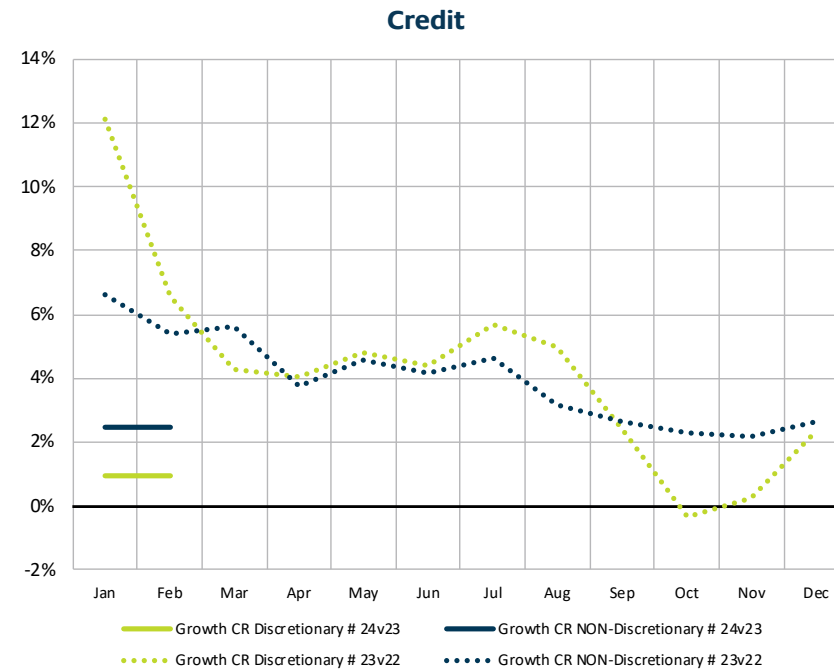 Credit
14%
12%
10%
8%
6%
4%
2%
0%
-2%
Jan Feb Mar Apr May Jun Jul Aug Sep Oct Nov Dec
Growth CR Discretionary # 24v23 Growth CR NON-Discretionary # 24v23
Growth CR Discretionary # 23v22 Growth CR NON-Discretionary # 23v22